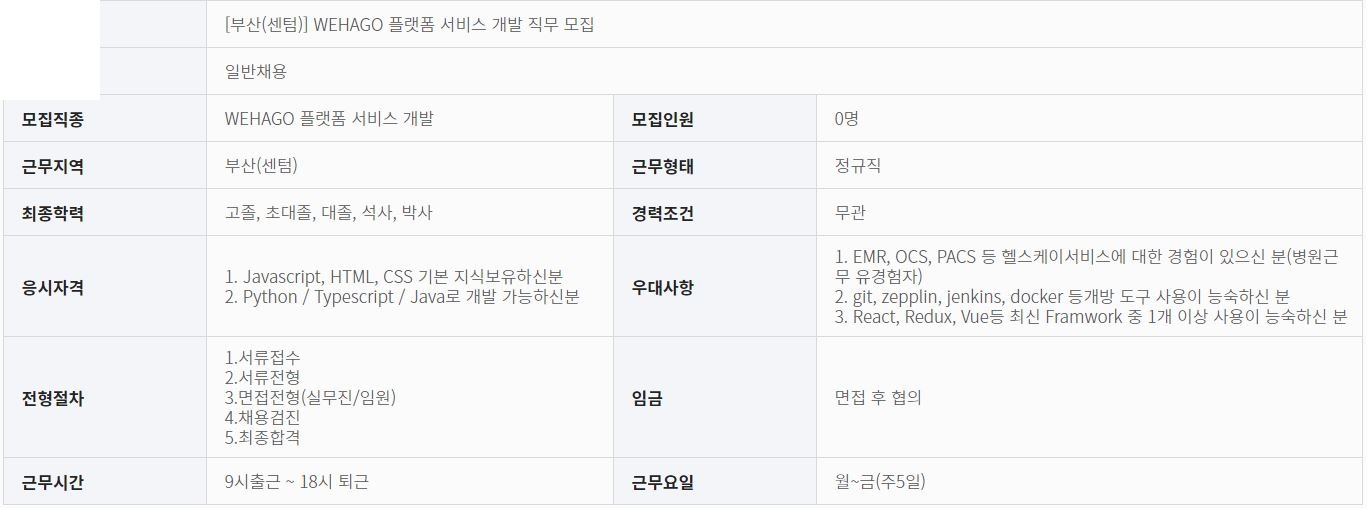 [부산(센텀)] WEHAGO 플랫폼 서비스 개발 직무 모집
일반채용
모집직종
WEHAGO 플랫폼 서비스 개발
모집인원
0명
근무지역
부산(센텀)
근무형태
정규직
최종학력
고졸, 초대졸, 대졸, 석사, 박사
경력조건
무관
응시자격
1. Javascript, HTML, CSS 기본 지식보유하신분
2. Python / Typescript / Java로 개발 가능하신분
우대사항
1. EMR, OCS, PACS 등 헬스케이서비스에 대한 경험이 있으신 분(병원근
무 유경험자)
2. git, zepplin, jenkins, docker 등개방 도구 사용이 능숙하신 분
3. React, Redux, Vue등 최신 Framwork 중 1개 이상 사용이 능숙하신 분
전형절차
1.서류접수
2.서류전형
3.면접전형(실무진/임원)
4.채용검진
5.최종합격
임금
면접 후 협의
근무시간
9시출근 ~ 18시 퇴근
근무요일
월~금(주5일)